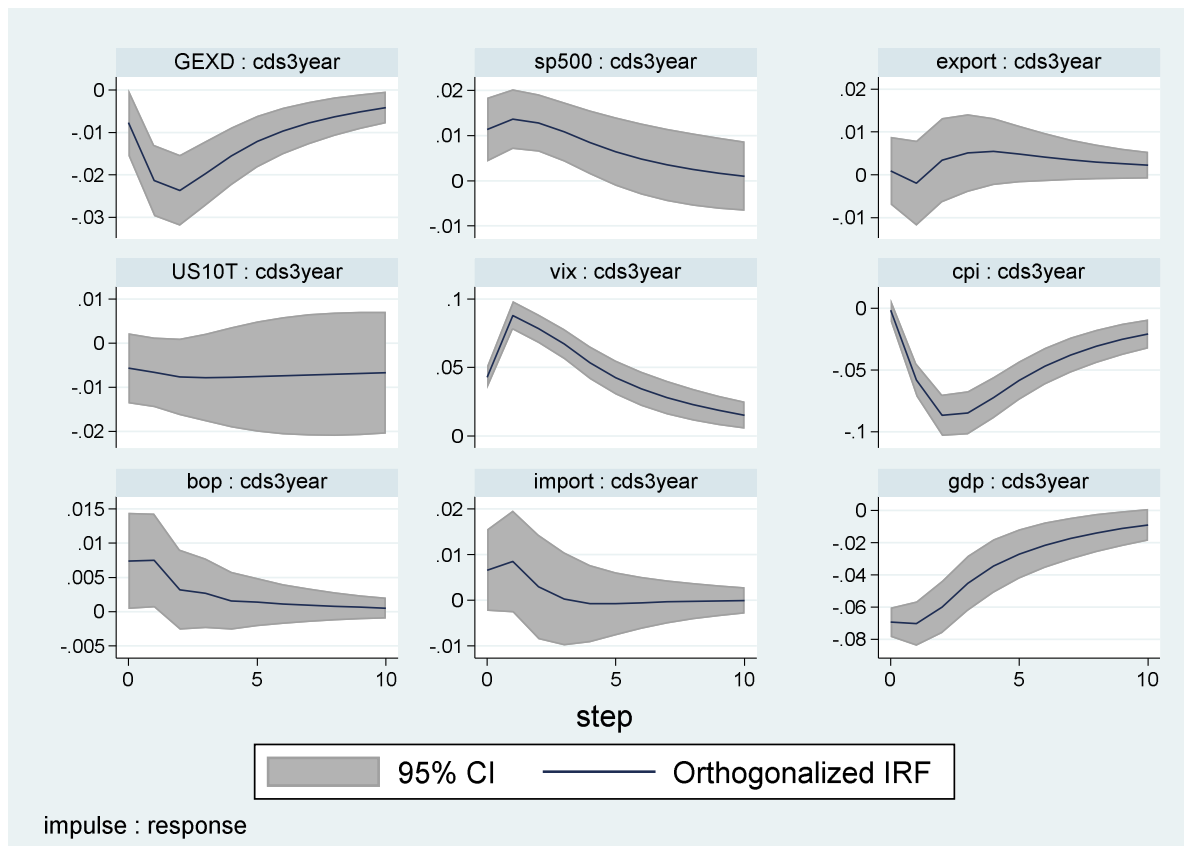 GEXD : cds3year
0
-.01
-.02
-.03
sp500 : cds3year
.02
.01
0
-.01
export : cds3year
.02
.01
0
-.01
US10T : cds3year
.01
0
-.01
-.02
vix : cds3year
.1
.05
0
cpi : cds3year
0
-.05
-.1
bop : cds3year
.015
.01
.005
0
-.005
0 5 10
import : cds3year
.02
.01
0
-.01
0 5 10
gdp : cds3year
0
-.02
-.04
-.06
-.08
0 5 10
step
95% CI Orthogonalized IRF
impulse : response